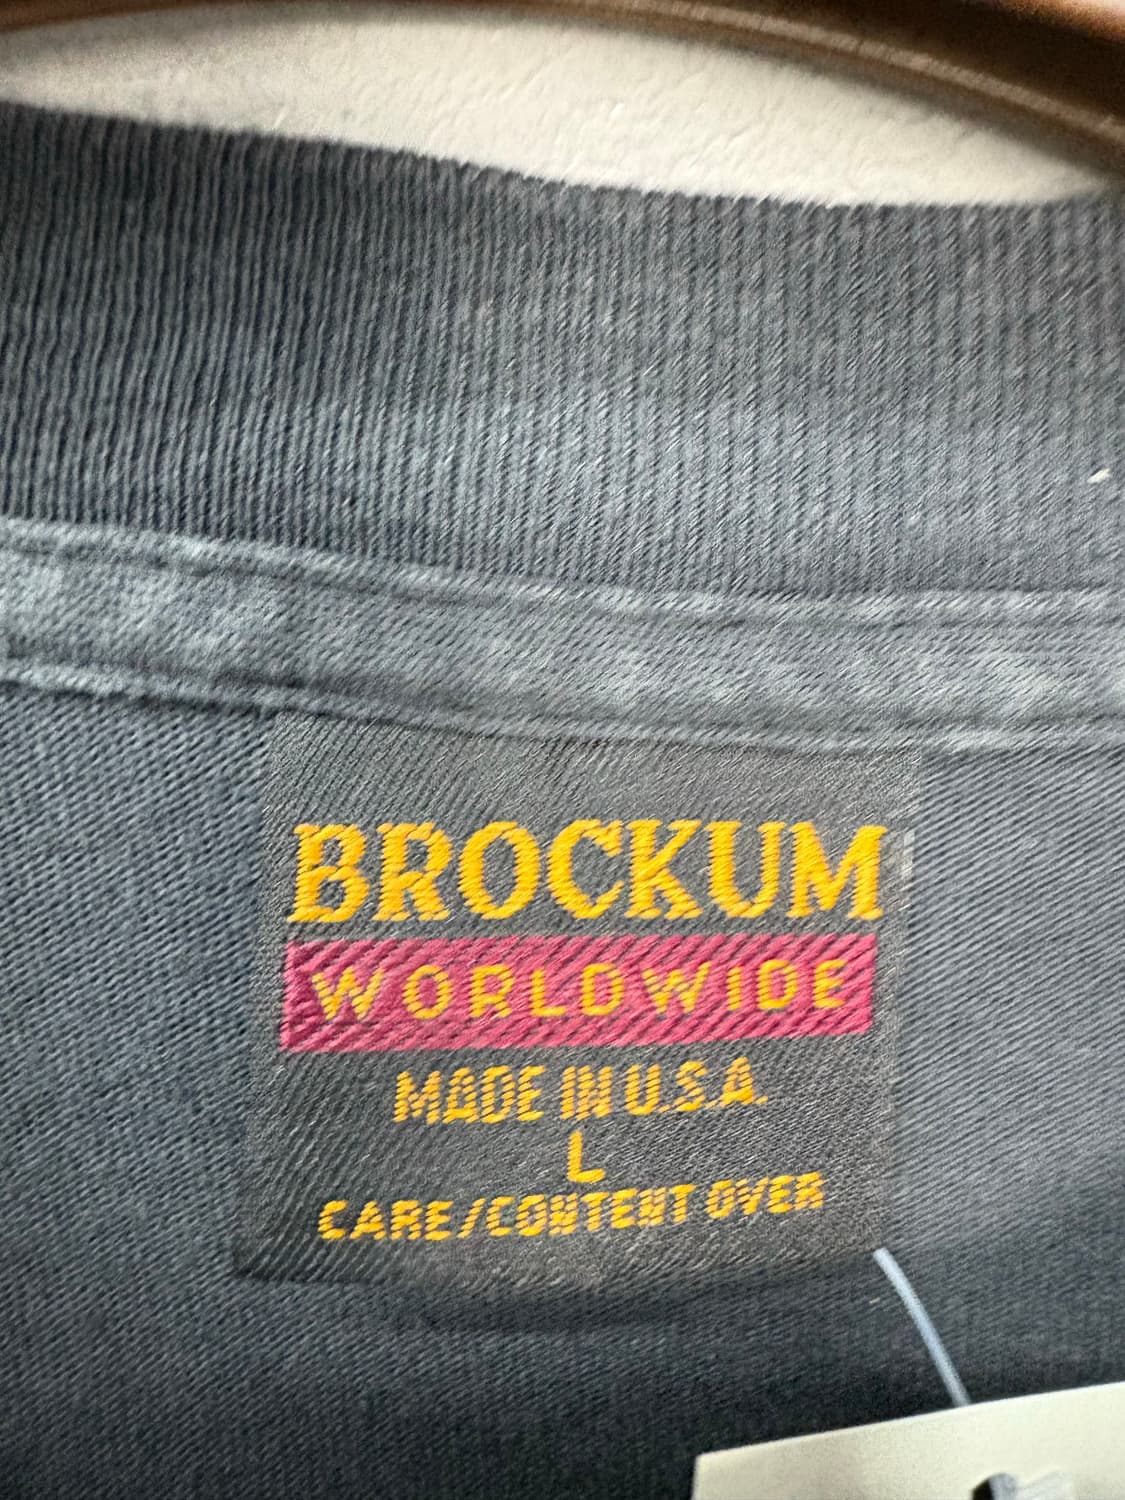 BROCKUM
WORLDWIDE
MADE IN U.S.A.
L
CARE/CONTENT OVER